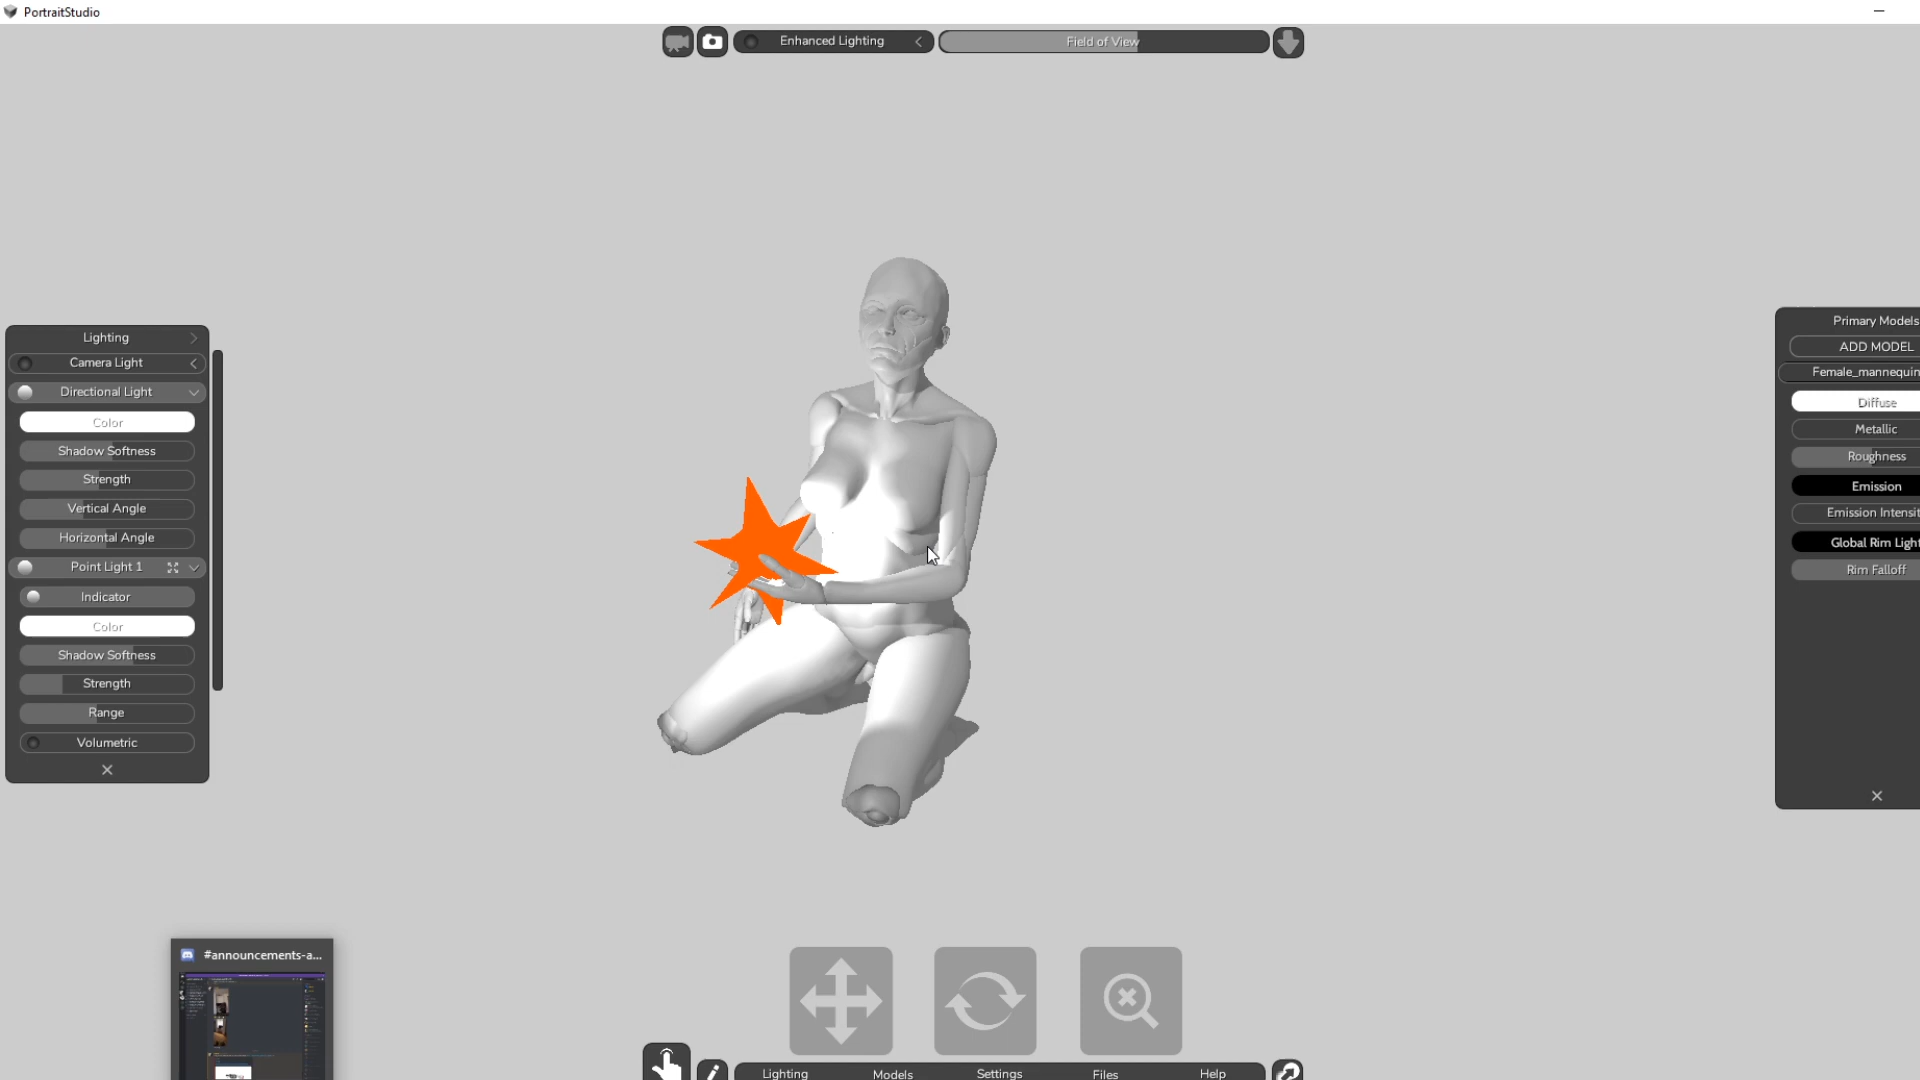 PortraitStudio
Enhanced Lighting
Field of View
Lighting
Camera Light
Directional Light
Color
Shadow Softness
Strength
Vertical Angle
Horizontal Angle
Point Light 1
Indicator
Color
Shadow Softness
Strength
Range
Volumetric
Primary Models
ADD MODEL
Female_mannequin
Diffuse
Metallic
Roughness
Emission
Emission Intensit
Global Rim Light
Rim Falloff
#announcements-a...
Lighting
Models
Settings
Files
Help